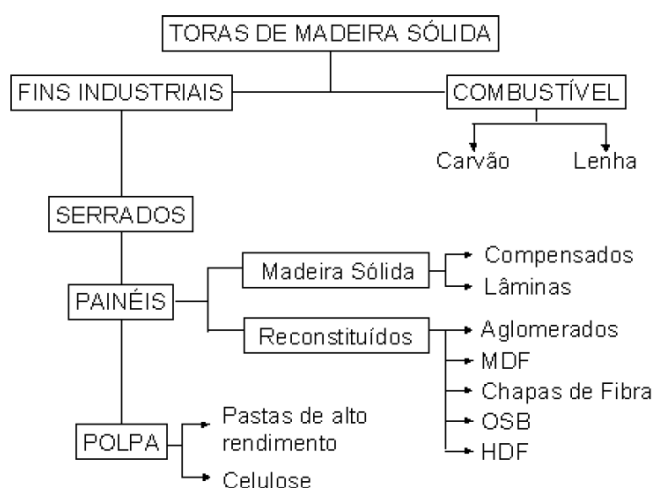 TORAS DE MADEIRA SÓLIDA
FINS INDUSTRIAIS
COMBUSTÍVEL
Carvão
Lenha
SERRADOS
PAINÉIS
Madeira Sólida
Compensados
Lâminas
Reconstituídos
Aglomerados
MDF
Chapas de Fibra
OSB
HDF
POLPA
Pastas de alto
rendimento
Celulose